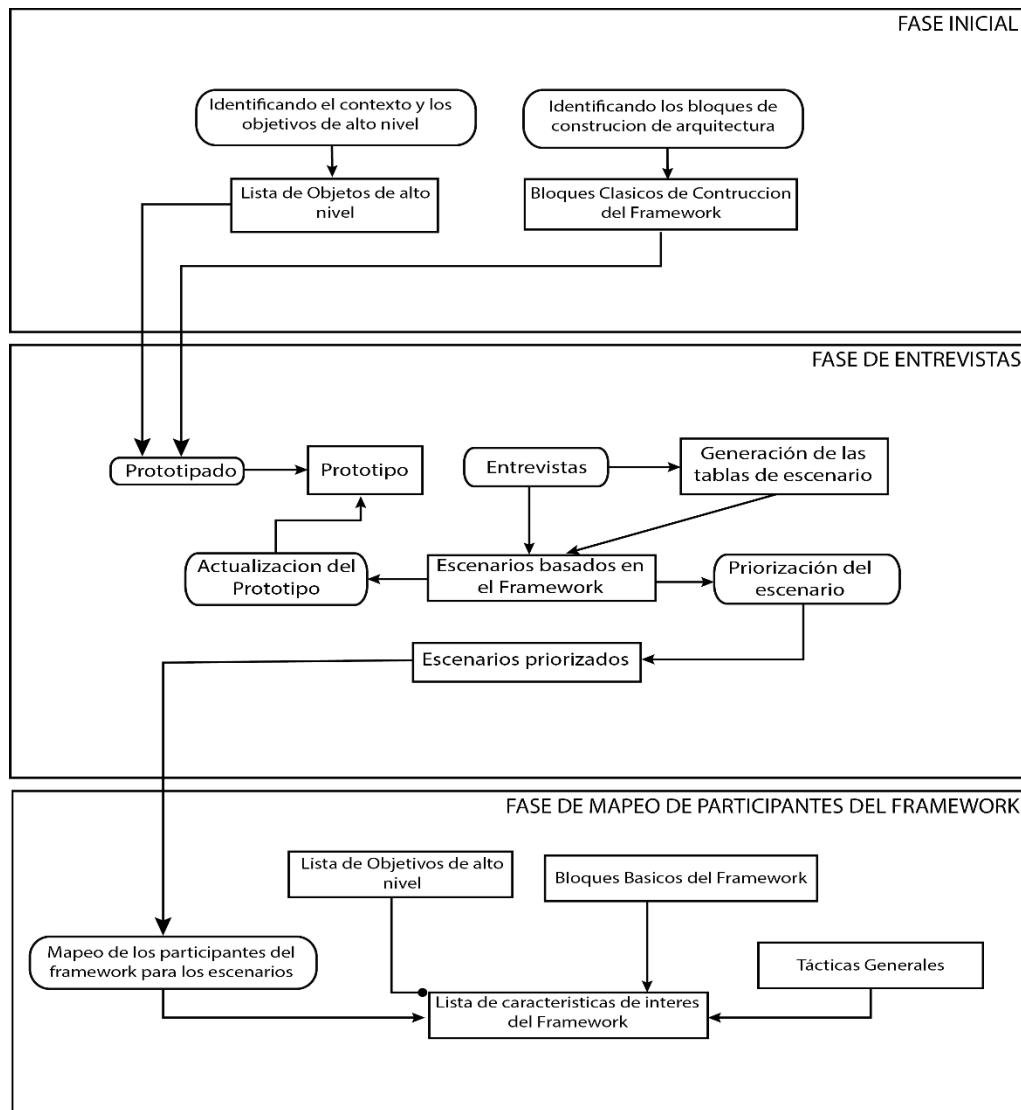 FASE INICIAL
Identificando el contexto y los
objetivos de alto nivel
Identificando los bloques de
construcion de arquitectura
Lista de Objetos de alto
nivel
Bloques Clasicos de Contruccion
del Framework
FASE DE ENTREVISTAS
Prototipado
Prototipo
Entrevistas
Generación de las
tablas de escenario
Actualizacion del
Prototipo
Escenarios basados en
el Framework
Priorización del
escenario
Escenarios priorizados
FASE DE MAPEO DE PARTICIPANTES DEL FRAMEWORK
Lista de Objetivos de alto
nivel
Bloques Basicos del Framework
Mapeo de los participantes del
framework para los escenarios
Tácticas Generales
Lista de caracteristicas de interes
del Framework